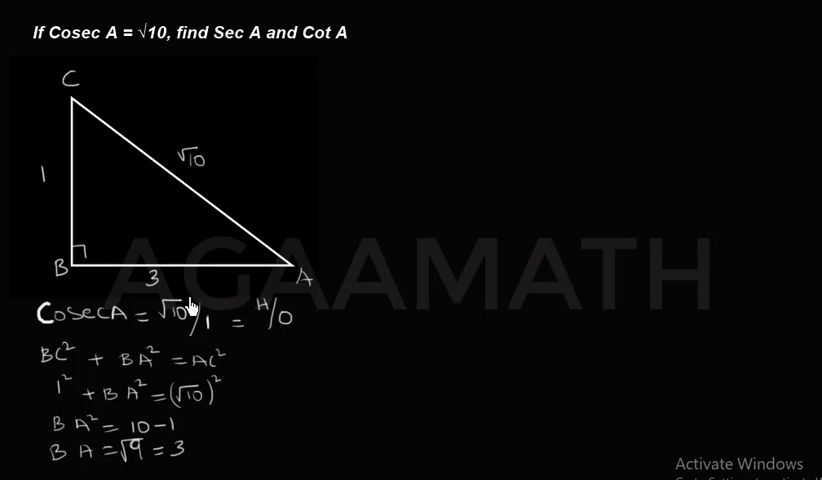 If Cosec A = √10, find Sec A and Cot A
C
√10
1
B
3
A
AGAAMATH
CosecA = √10/1 = H/O
BC² + BA² = AC²
1² + BA² = (√10)²
BA² = 10-1
BA = √9 = 3
Activate Windows